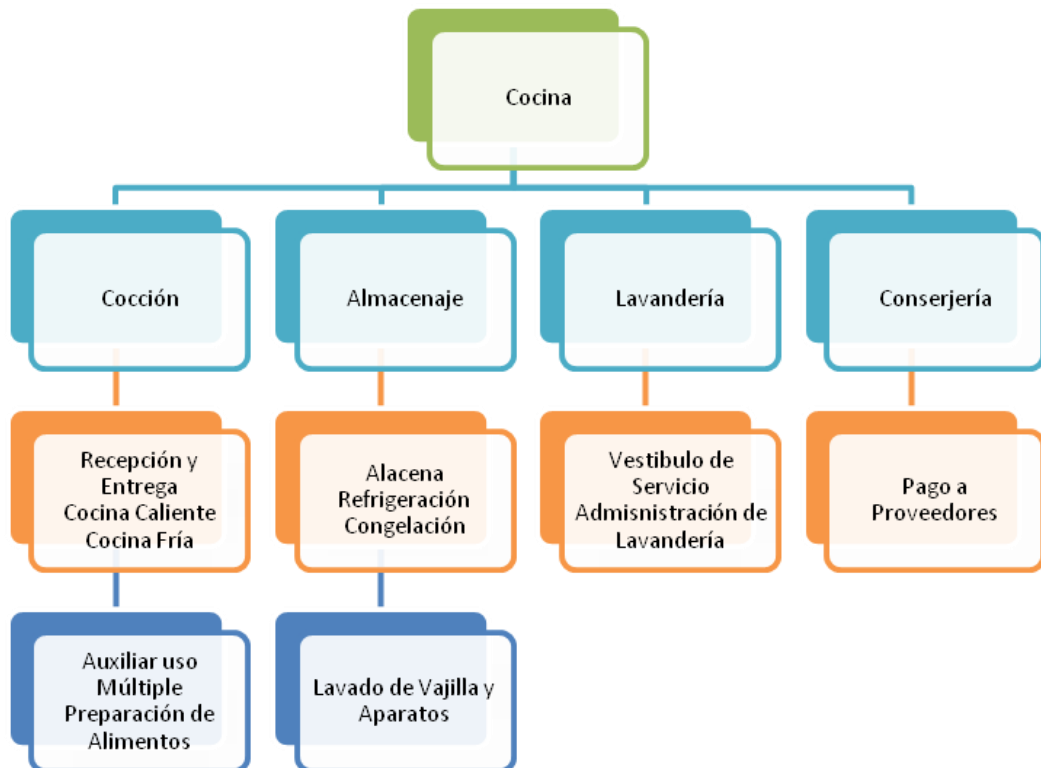 Cocina
Cocción
Almacenaje
Lavandería
Conserjería
Recepción y
Entrega
Cocina Caliente
Cocina Fría
Alacena
Refrigeración
Congelación
Vestibulo de
Servicio
Admisnistración de
Lavandería
Pago a
Proveedores
Auxiliar uso
Múltiple
Preparación de
Alimentos
Lavado de Vajilla y
Aparatos